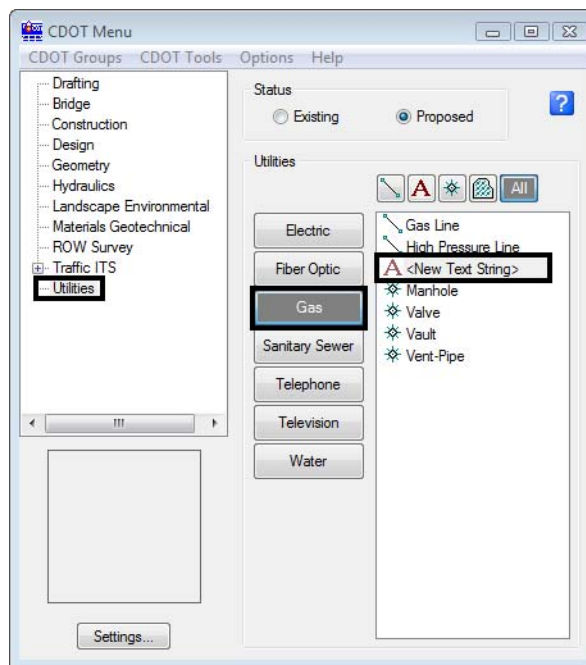 CDOT Menu
CDOT Groups CDOT Tools Options Help
Drafting
Bridge
Construction
Design
Geometry
Hydraulics
Landscape Environmental
Materials Geotechnical
ROW Survey
Traffic ITS
Utilities
Settings...
Status
Existing
Proposed
?
Utilities
A
All
Electric
Fiber Optic
Gas
Sanitary Sewer
Telephone
Television
Water
Gas Line
High Pressure Line
A <New Text String>
Manhole
Valve
Vault
Vent-Pipe